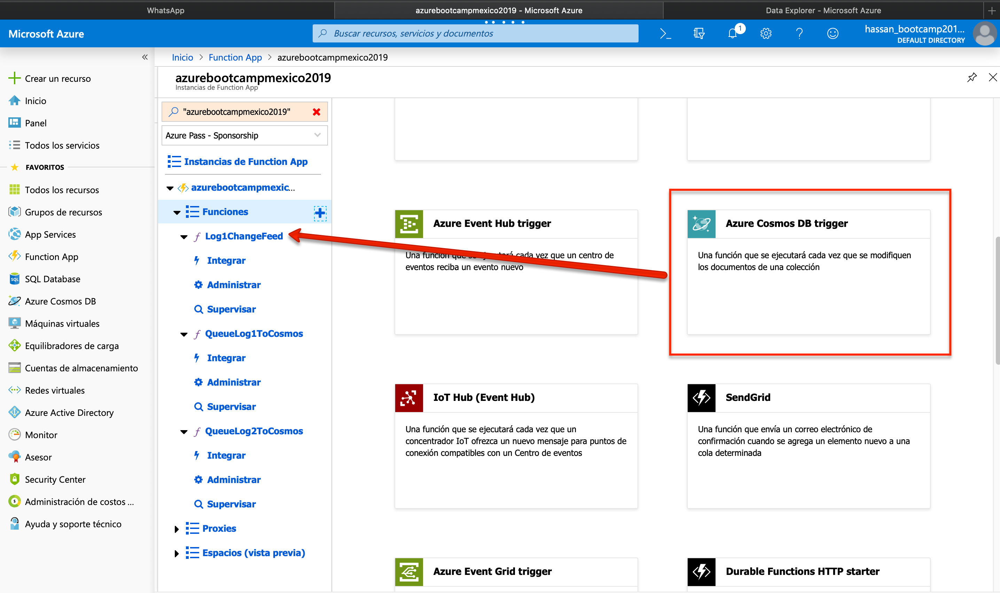 WhatsApp
azurebootcampmexico2019 - Microsoft Azure
Data Explorer - Microsoft Azure
Microsoft Azure
Buscar recursos, servicios y documentos
1
hassan_bootcamp201...
DEFAULT DIRECTORY
Inicio > Function App > azurebootcampmexico2019
azurebootcampmexico2019
Instancias de Function App
Crear un recurso
Inicio
Panel
Todos los servicios
FAVORITOS
Todos los recursos
Grupos de recursos
App Services
Function App
SQL Database
Azure Cosmos DB
Máquinas virtuales
Equilibradores de carga
Cuentas de almacenamiento
Redes virtuales
Azure Active Directory
Monitor
Asesor
Security Center
Administración de costos ...
Ayuda y soporte técnico
"azurebootcampmexico2019"
Azure Pass - Sponsorship
Instancias de Function App
azurebootcampmexic...
Funciones
Log1ChangeFeed
Integrar
Administrar
Supervisar
QueueLog1ToCosmos
Integrar
Administrar
Supervisar
QueueLog2ToCosmos
Integrar
Administrar
Supervisar
Proxies
Espacios (vista previa)
Azure Event Hub trigger
Una función que se ejecutará cada vez que un centro de
eventos reciba un evento nuevo
Azure Cosmos DB trigger
Una función que se ejecutará cada vez que se modifiquen
los documentos de una colección
IoT Hub (Event Hub)
Una función que se ejecutará cada vez que un
concentrador IoT ofrezca un nuevo mensaje para puntos de
conexión compatibles con un Centro de eventos
SendGrid
Una función que envía un correo electrónico de
confirmación cuando se agrega un elemento nuevo a una
cola determinada
Azure Event Grid trigger
Durable Functions HTTP starter